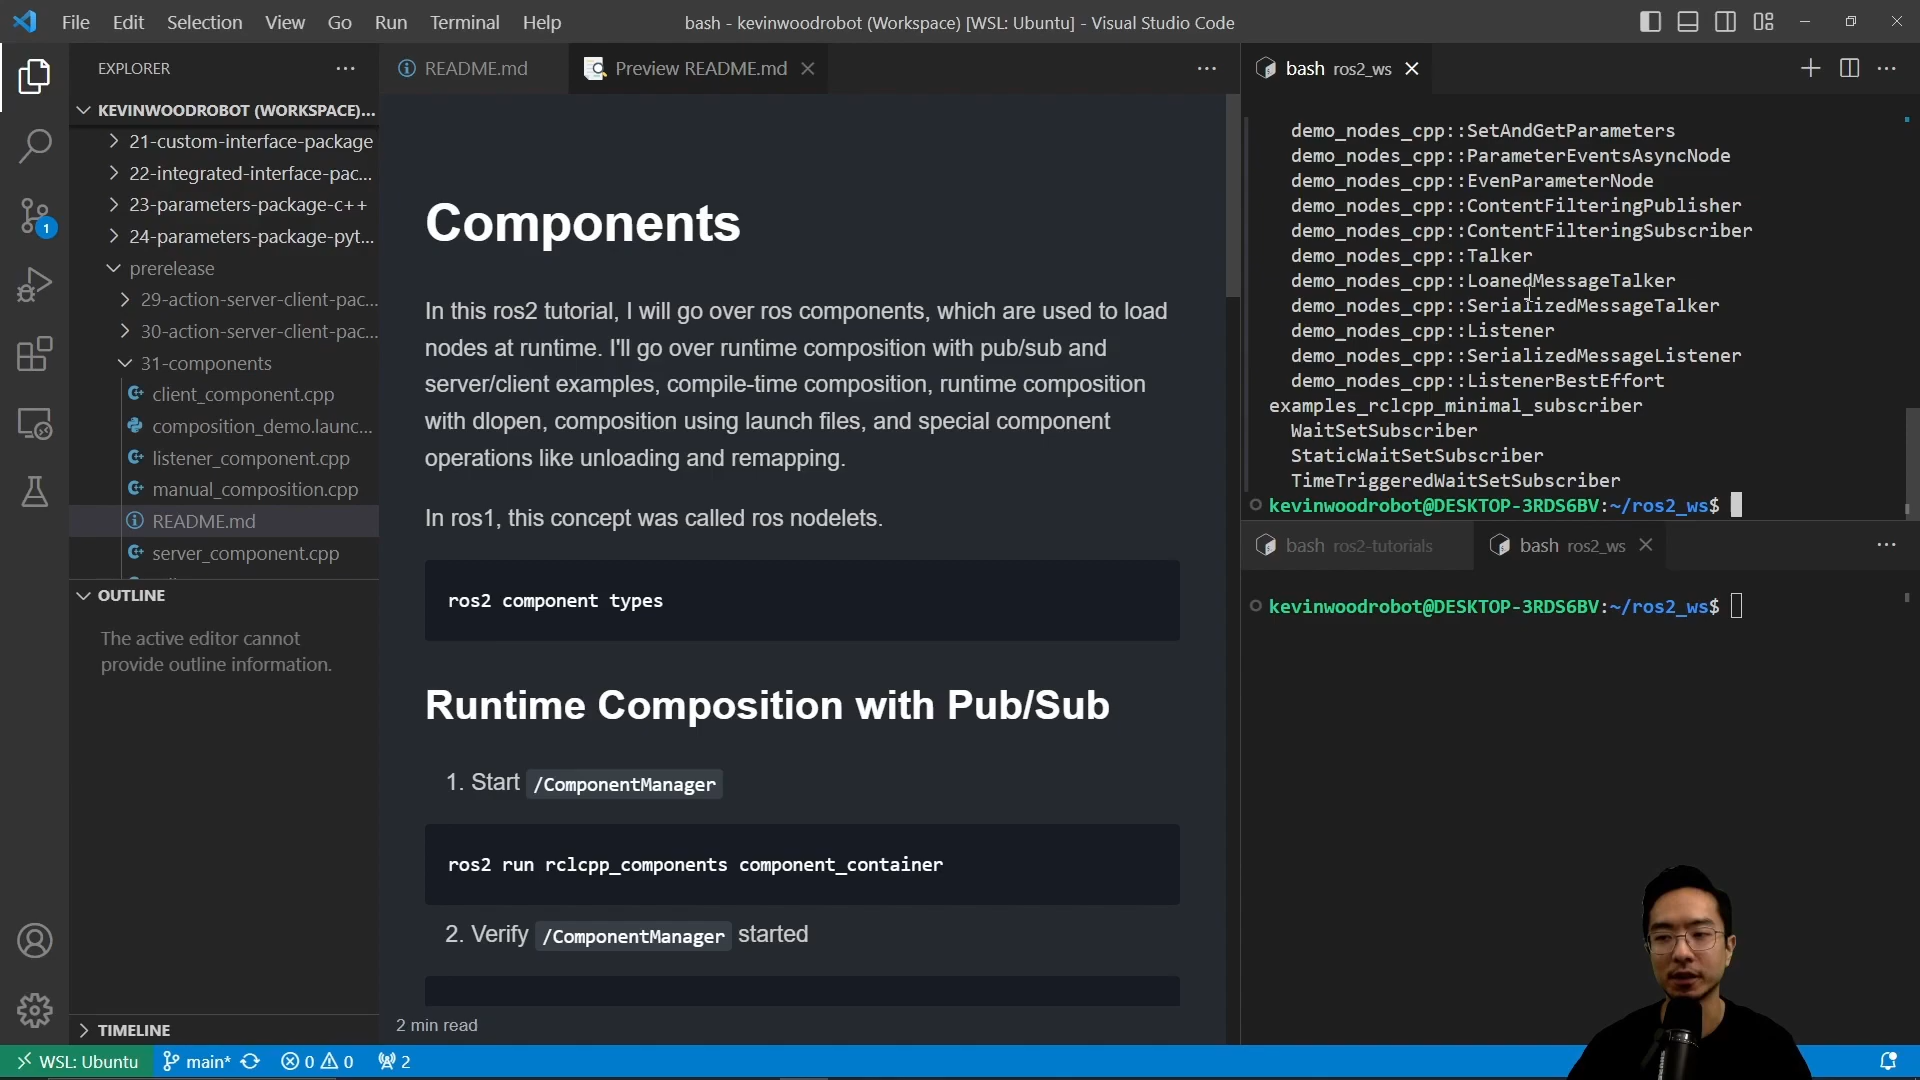 File Edit Selection View Go Run Terminal Help
bash - kevinwoodrobot (Workspace) [WSL: Ubuntu] - Visual Studio Code
EXPLORER
KEVINWOODROBOT (WORKSPACE)...
21-custom-interface-package
22-integrated-interface-pac...
23-parameters-package-c++
24-parameters-package-pyt...
prerelease
29-action-server-client-pac...
30-action-server-client-pac...
31-components
client_component.cpp
composition_demo.launc...
listener_component.cpp
manual_composition.cpp
README.md
server_component.cpp
OUTLINE
The active editor cannot
provide outline information.
TIMELINE
README.md
Preview README.md
Components
In this ros2 tutorial, I will go over ros components, which are used to load
nodes at runtime. I'll go over runtime composition with pub/sub and
server/client examples, compile-time composition, runtime composition
with dlopen, composition using launch files, and special component
operations like unloading and remapping.
In ros1, this concept was called ros nodelets.
ros2 component types
Runtime Composition with Pub/Sub
1. Start /ComponentManager
ros2 run rclcpp_components component_container
2. Verify /ComponentManager started
2 min read
bash ros2_ws
demo_nodes_cpp::SetAndGetParameters
demo_nodes_cpp::ParameterEventsAsyncNode
demo_nodes_cpp::EvenParameterNode
demo_nodes_cpp::ContentFilteringPublisher
demo_nodes_cpp::ContentFilteringSubscriber
demo_nodes_cpp::Talker
demo_nodes_cpp::LoanedMessageTalker
demo_nodes_cpp::SerializedMessageTalker
demo_nodes_cpp::Listener
demo_nodes_cpp::SerializedMessageListener
demo_nodes_cpp::ListenerBestEffort
examples_rclcpp_minimal_subscriber
WaitSetSubscriber
StaticWaitSetSubscriber
TimeTriggeredWaitSetSubscriber
kevinwoodrobot@DESKTOP-3RDS6BV:~/ros2_ws$
bash ros2-tutorials
bash ros2_ws
kevinwoodrobot@DESKTOP-3RDS6BV:~/ros2_ws$
1
WSL: Ubuntu main* 0 0 2